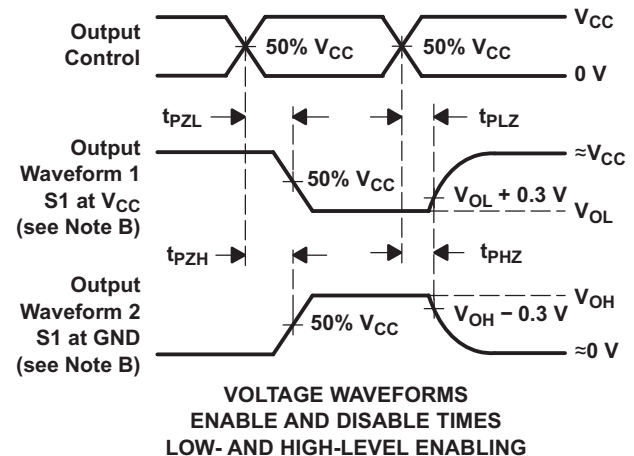 Output
Control
50% VCC
50% VCC
VCC
0 V
tPZL
tPLZ
Output
Waveform 1
S1 at VCC
(see Note B)
50% VCC
≈VCC
VOL + 0.3 V
VOL
tPZH
tPHZ
Output
Waveform 2
S1 at GND
(see Note B)
50% VCC
VOH
VOH − 0.3 V
≈0 V
VOLTAGE WAVEFORMS
ENABLE AND DISABLE TIMES
LOW- AND HIGH-LEVEL ENABLING